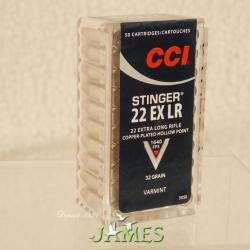 50 CARTRIDGES/CARTOUCHES
CCI
STINGER®
22 EX LR
22 EXTRA LONG RIFLE
COPPER-PLATED HOLLOW POINT
1640
FPS
32 GRAIN
VARMINT
JAMES